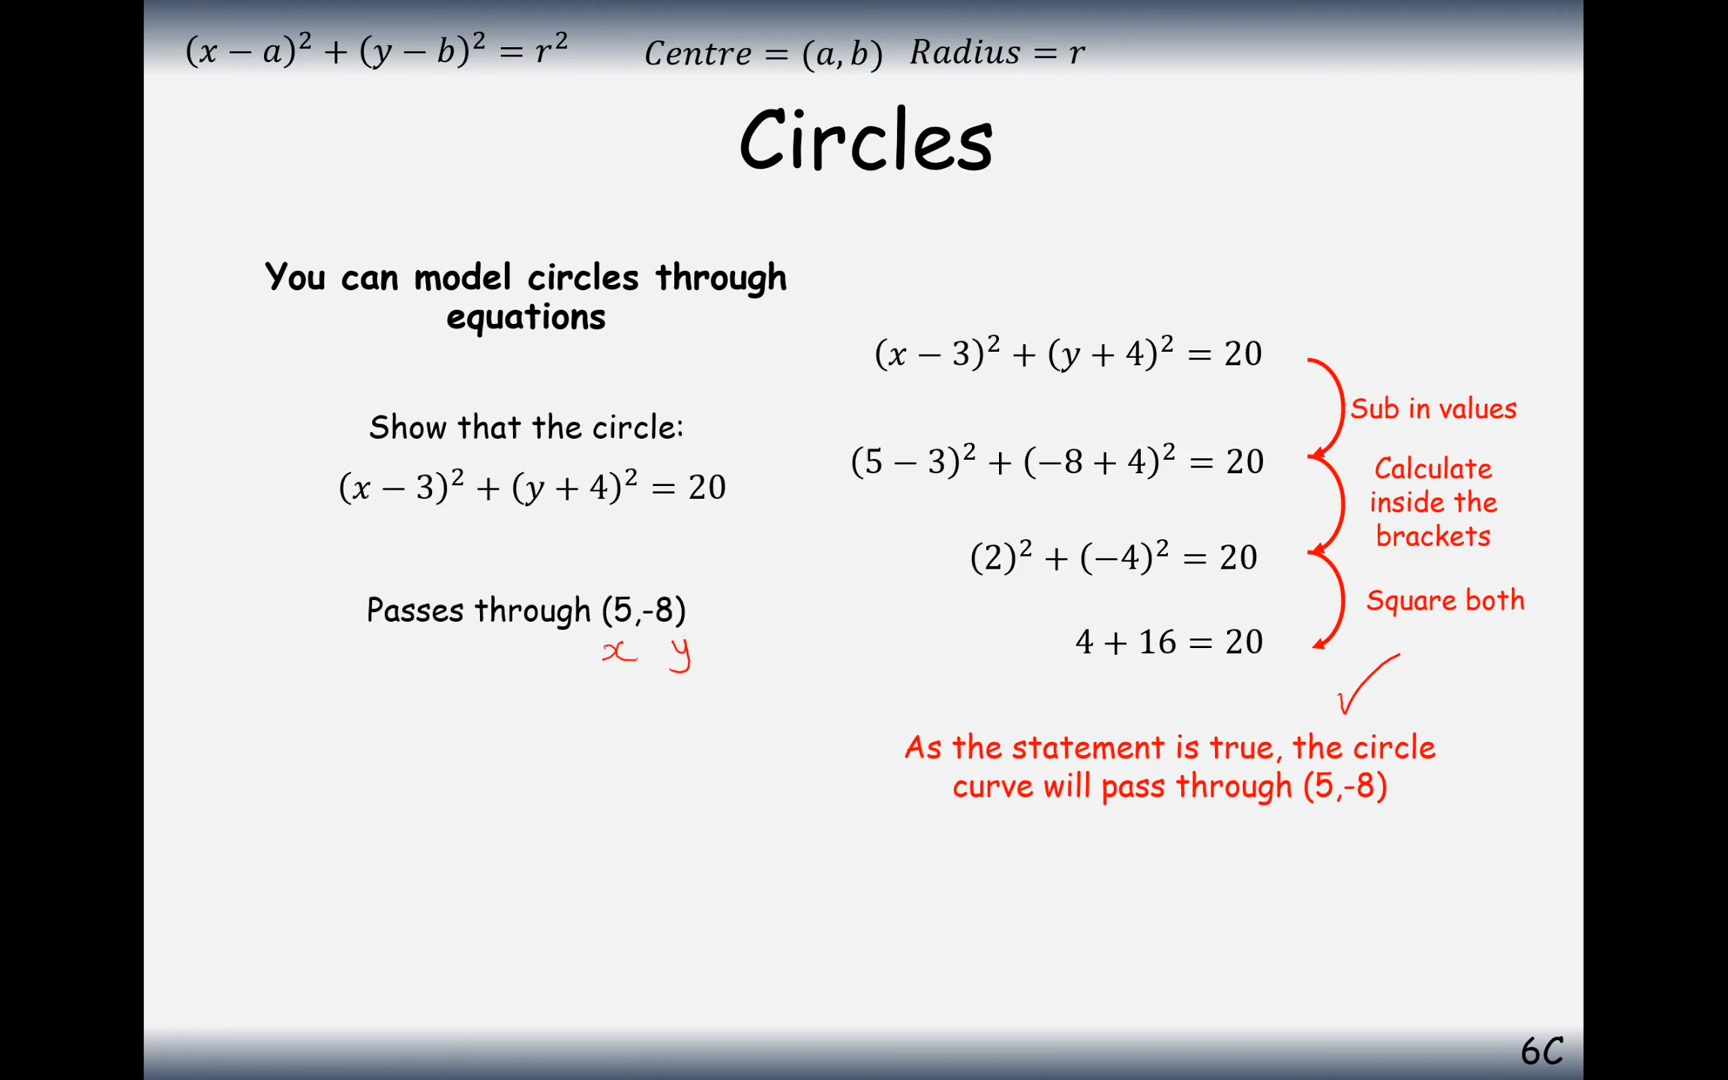 (x − a)² + (y − b)² = r² Centre = (a, b) Radius = r
Circles
You can model circles through
equations
Show that the circle:
(x − 3)² + (y + 4)² = 20
Passes through (5,-8)
x y
(x − 3)² + (y + 4)² = 20
Sub in values
(5 − 3)² + (−8 + 4)² = 20
Calculate
inside the
brackets
(2)² + (−4)² = 20
Square both
4 + 16 = 20
As the statement is true, the circle
curve will pass through (5,-8)
6C